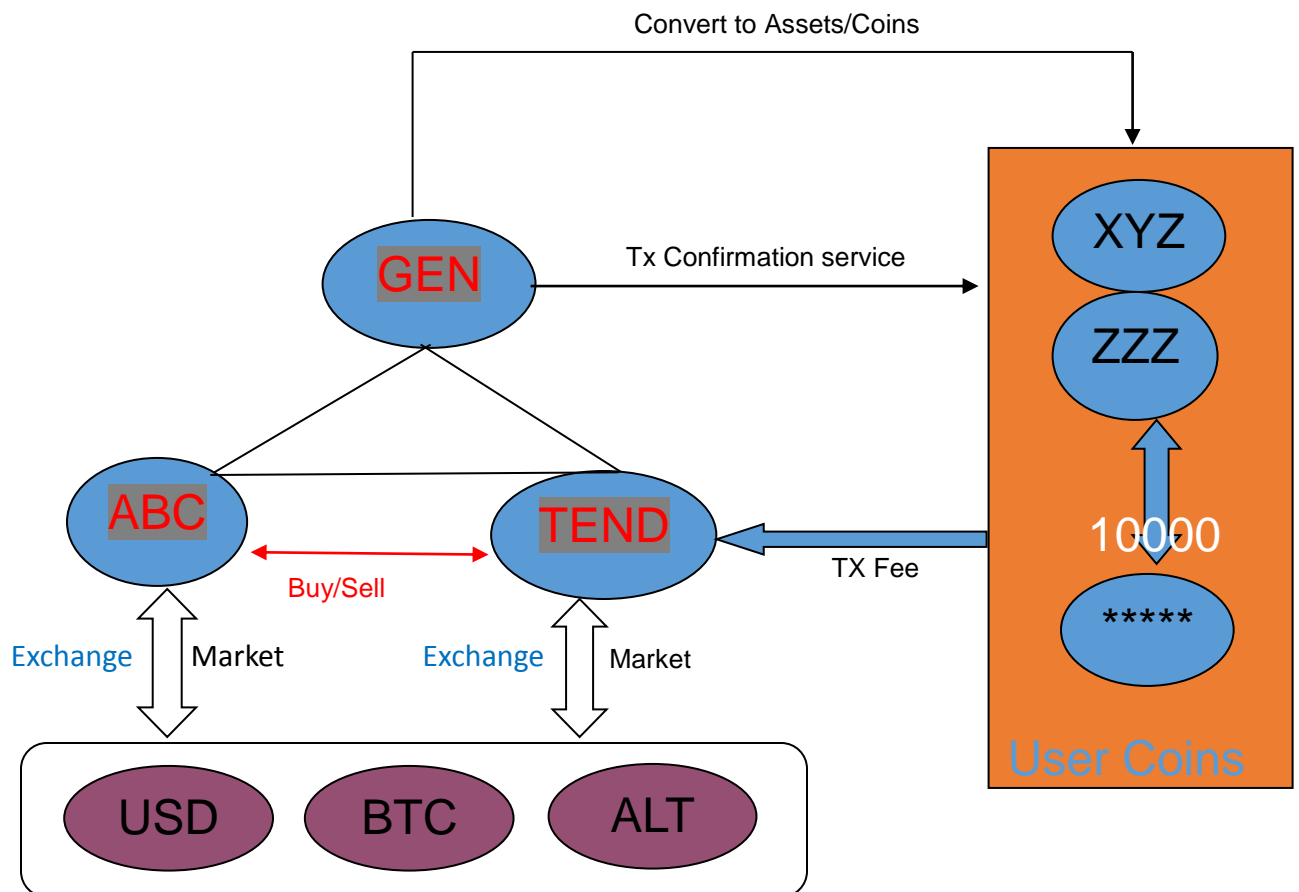 Convert to Assets/Coins
XYZ
GEN
Tx Confirmation service
ZZZ
ABC
TEND
10000
Buy/Sell
TX Fee
*****
Exchange
Market
Exchange
Market
User Coins
USD
BTC
ALT